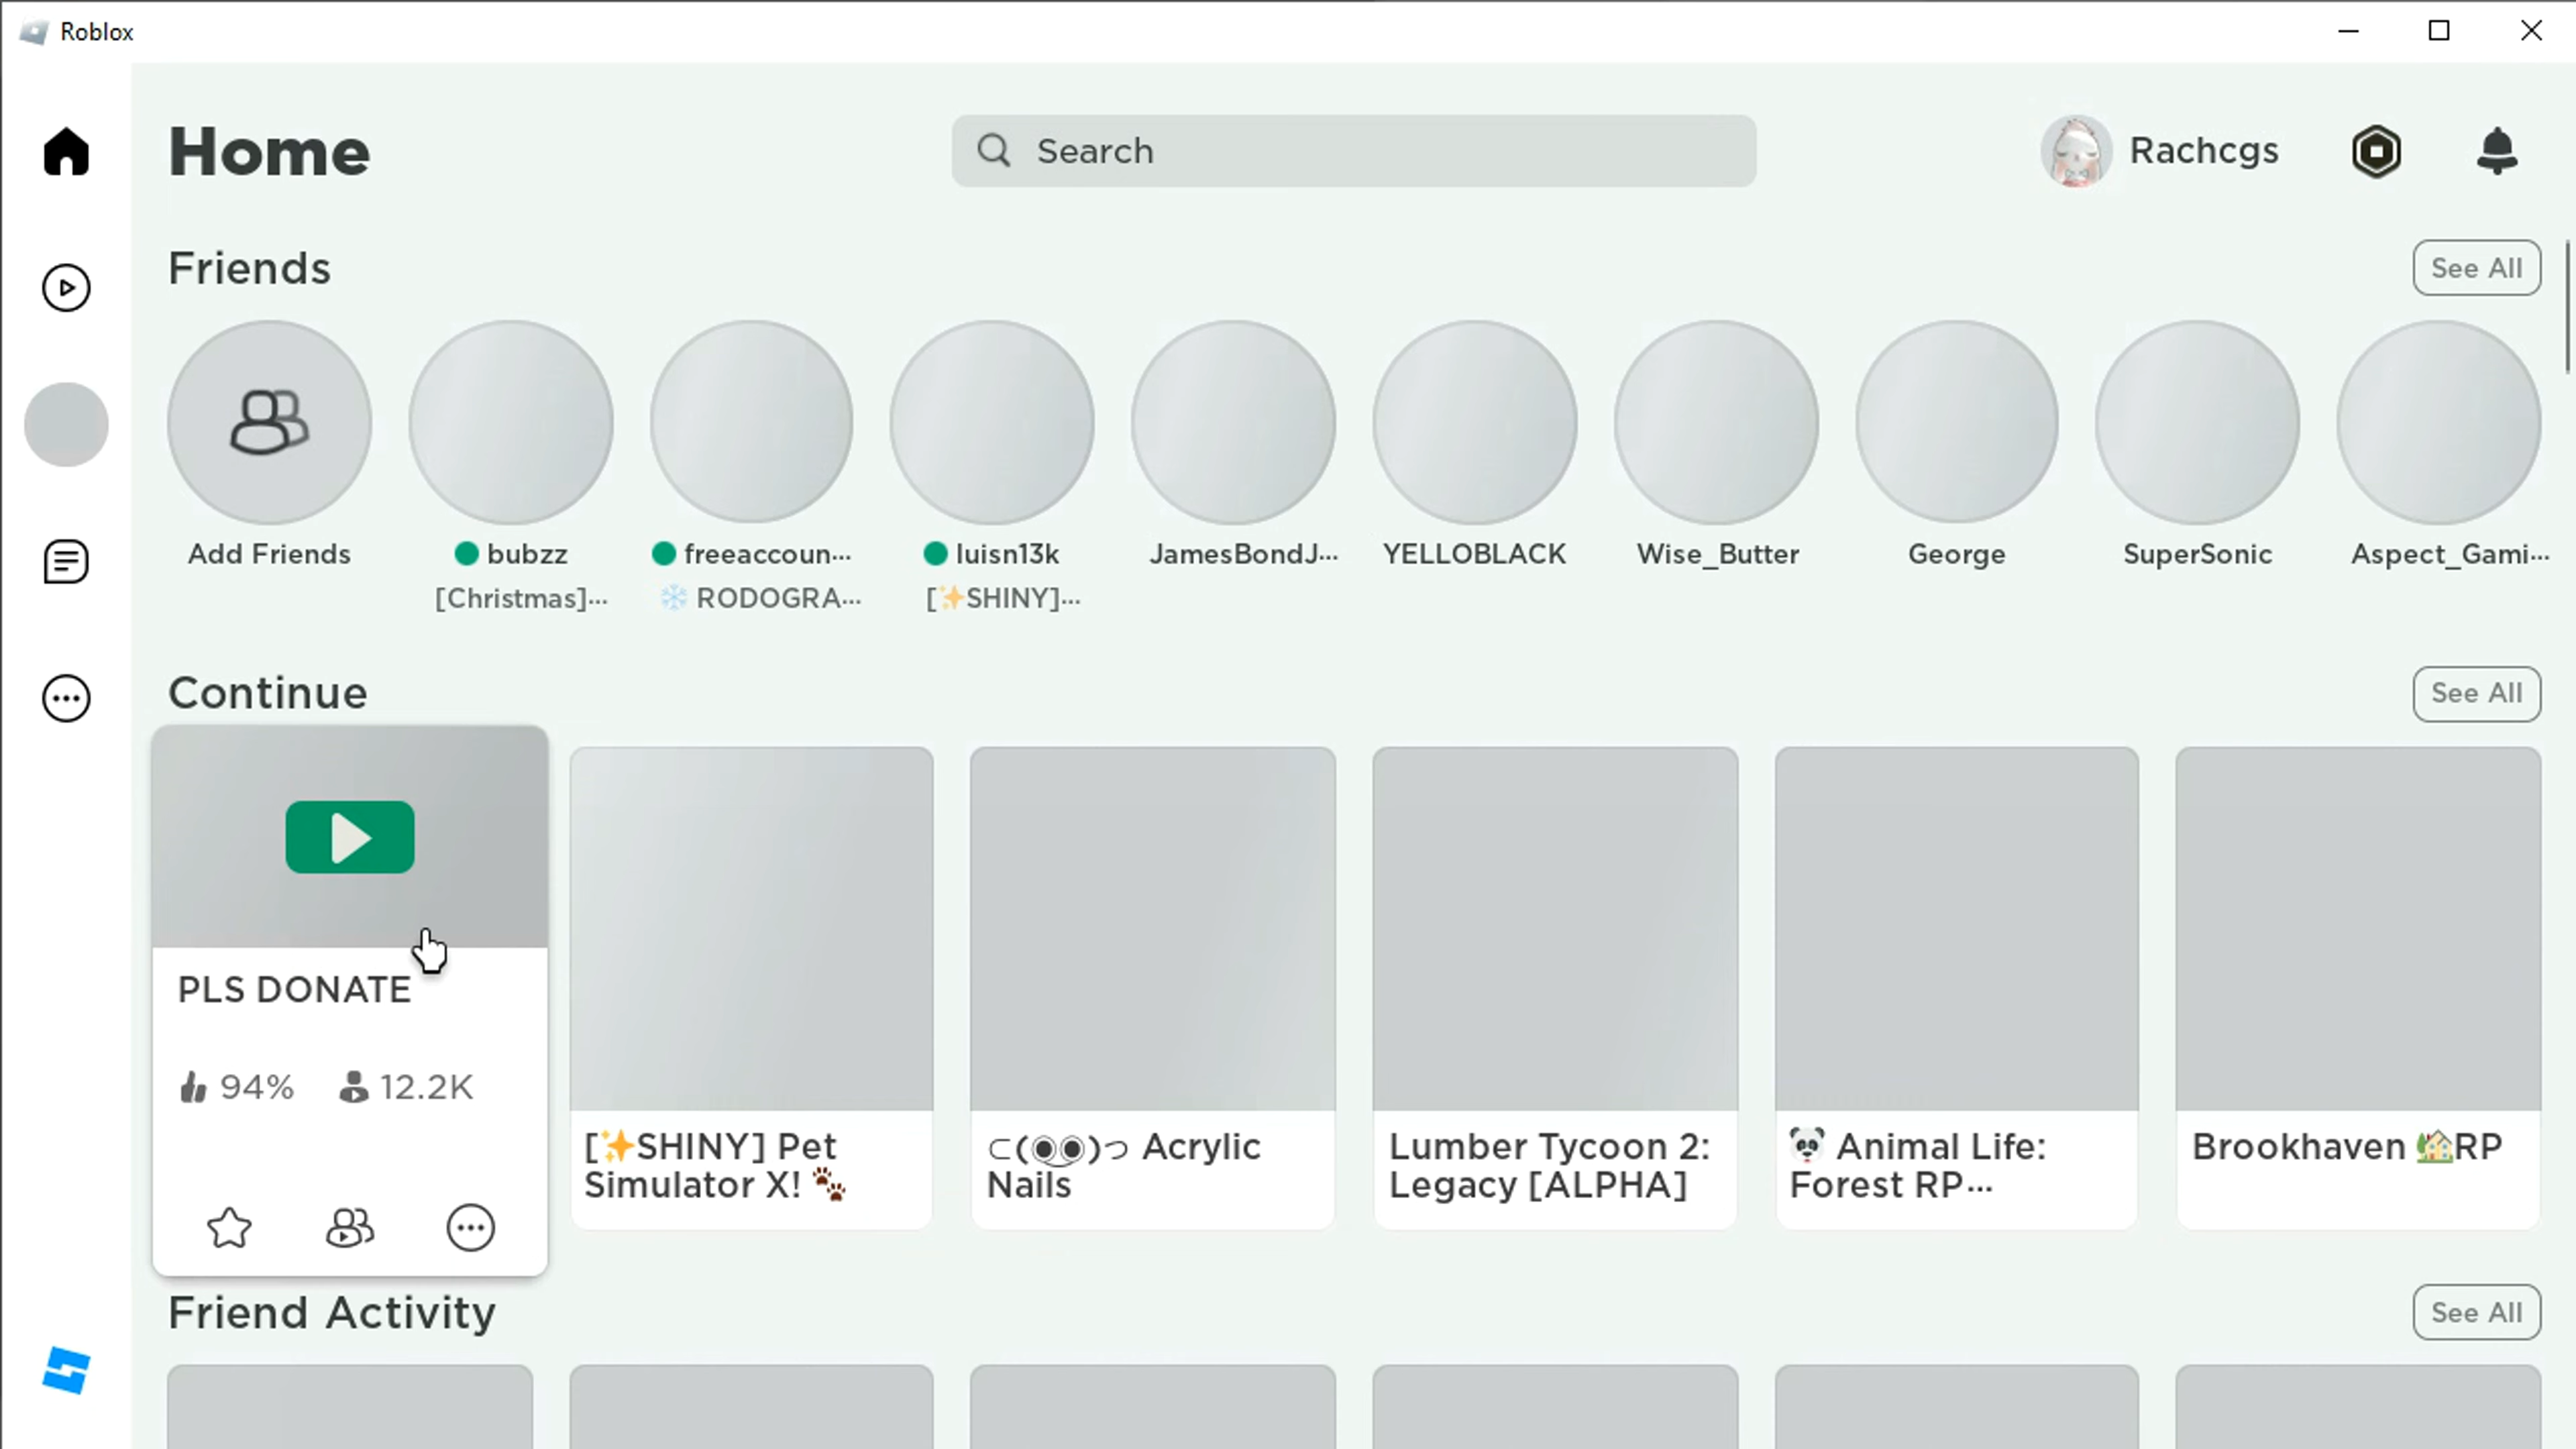 Roblox
Home
Search
Rachcgs
Friends
See All
Add Friends
bubzz
freeaccoun...
luisn13k
JamesBondJ...
YELLOBLACK
Wise_Butter
George
SuperSonic
Aspect_Gami...
[Christmas]...
❄️ RODOGRA...
[✨SHINY]...
Continue
See All
PLS DONATE
94%
12.2K
[✨SHINY] Pet
Simulator X! 🐾
⊂(◉‿◉)つ Acrylic
Nails
Lumber Tycoon 2:
Legacy [ALPHA]
🐼 Animal Life:
Forest RP...
Brookhaven 🏡RP
Friend Activity
See All